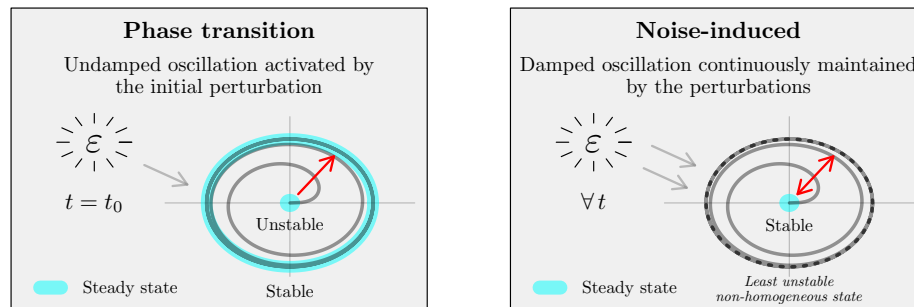 Phase transition
Undamped oscillation activated by
the initial perturbation
ε
t = t₀
Unstable
Steady state
Stable
Noise-induced
Damped oscillation continuously maintained
by the perturbations
ε
∀ t
Stable
Steady state
Least unstable
non-homogeneous state